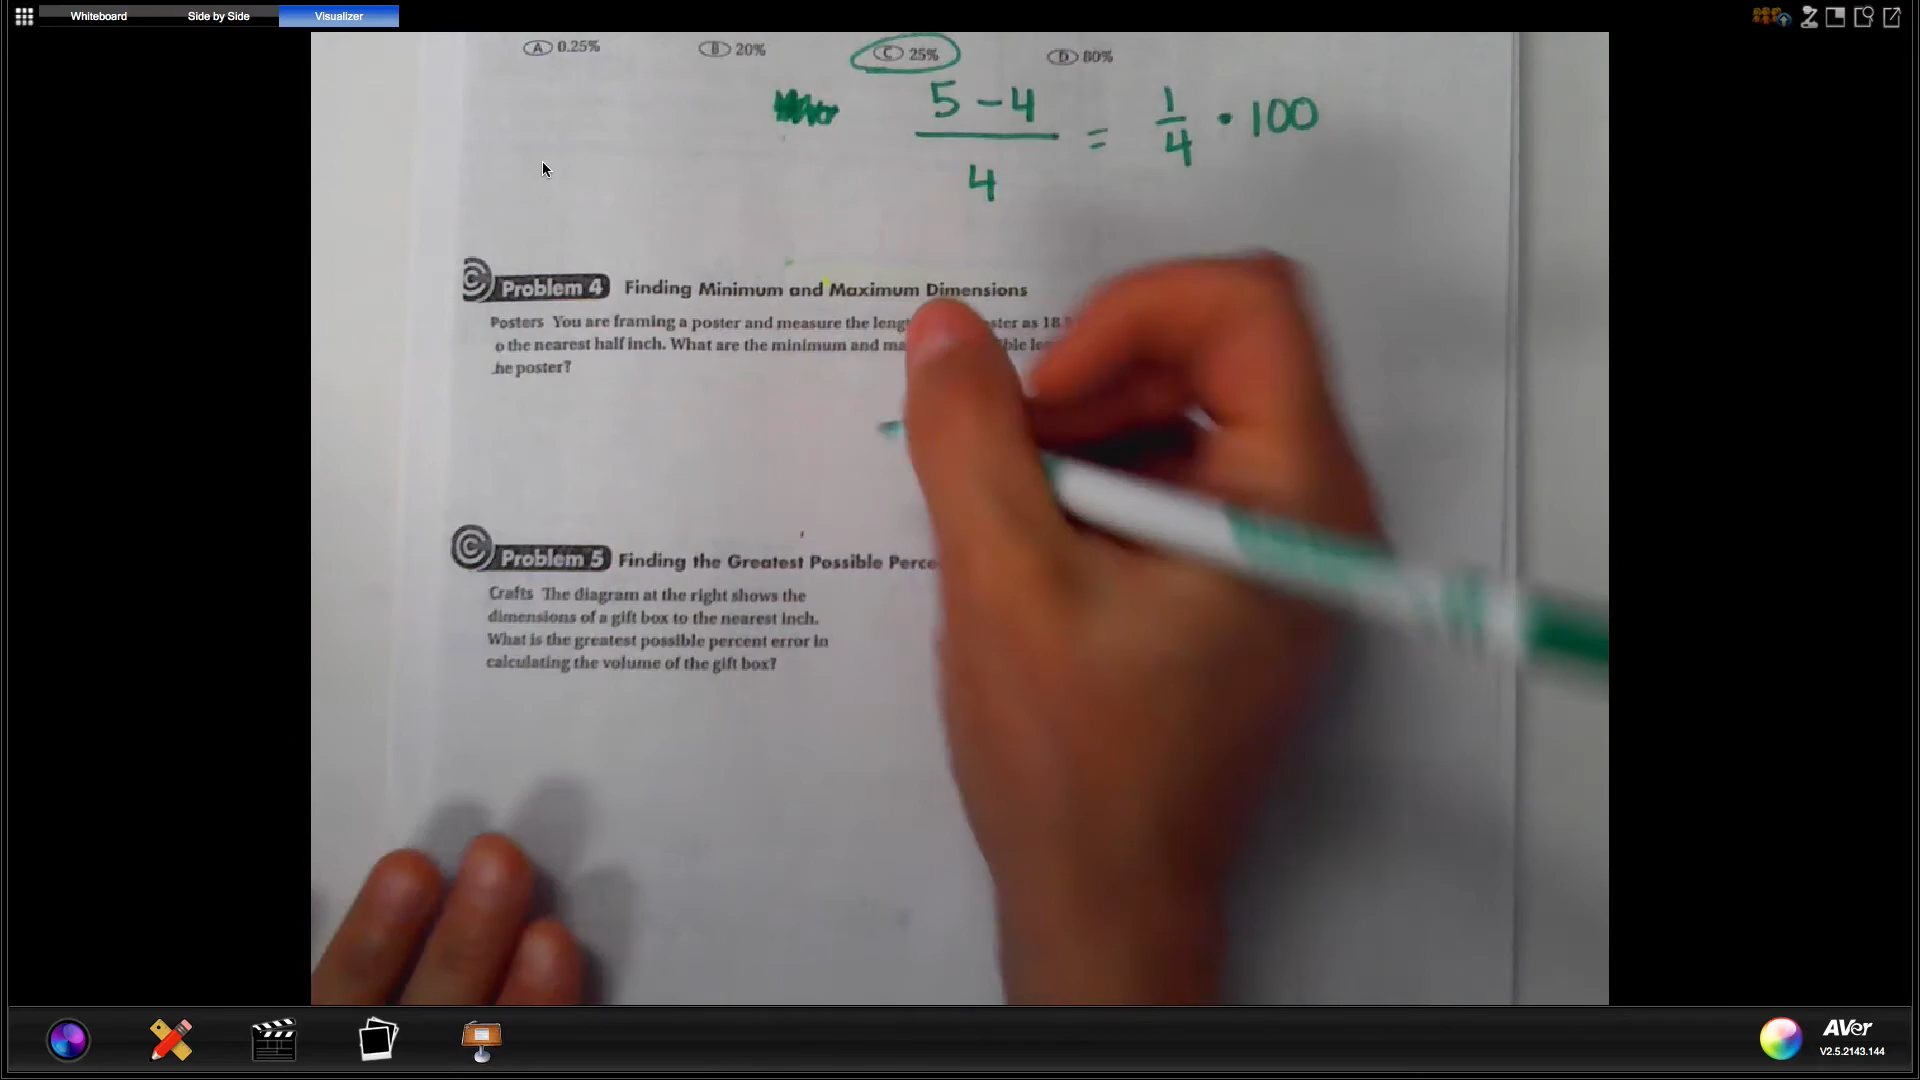 Whiteboard Side by Side Visualizer
A 0.25% B 20% C 25% D 80%
5 - 4 = 1/4 • 100
4
Problem 4 Finding Minimum and Maximum Dimensions
Posters You are framing a poster and measure the ster as 18.
o the nearest half inch. What are the minimum and
he poster?
Problem 5 Finding the Greatest Possible
Crafts The diagram at the right shows the
dimensions of a gift box to the nearest inch.
What is the greatest possible percent error in
calculating the volume of the gift box?
AVer
V2.5.2143.144